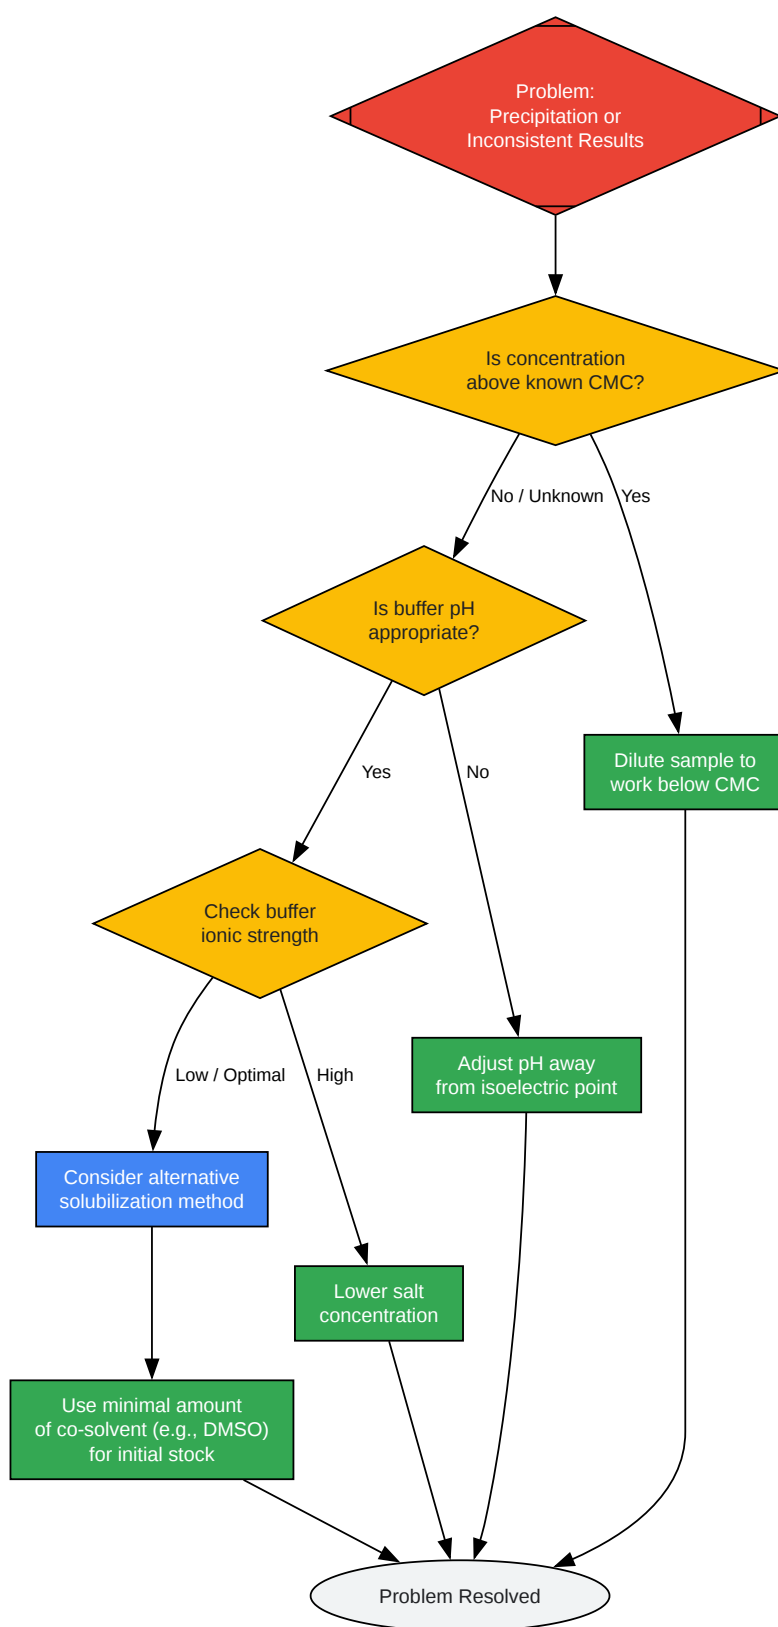 Problem:
Precipitation or
Inconsistent Results
Is concentration
above known CMC?
No / Unknown
Yes
Is buffer pH
appropriate?
Yes
No
Dilute sample to
work below CMC
Check buffer
ionic strength
Low / Optimal
High
Adjust pH away
from isoelectric point
Consider alternative
solubilization method
Lower salt
concentration
Use minimal amount
of co-solvent (e.g., DMSO)
for initial stock
Problem Resolved